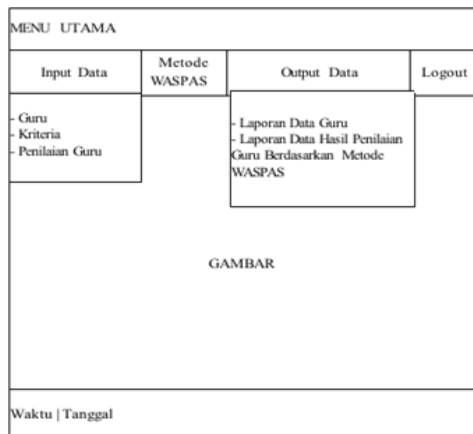 MENU UTAMA
Input Data
Metode
WASPAS
Output Data
Logout
- Guru
- Kriteria
- Penilaian Guru
- Laporan Data Guru
- Laporan Data Hasil Penilaian
Guru Berdasarkan Metode
WASPAS
GAMBAR
Waktu | Tanggal